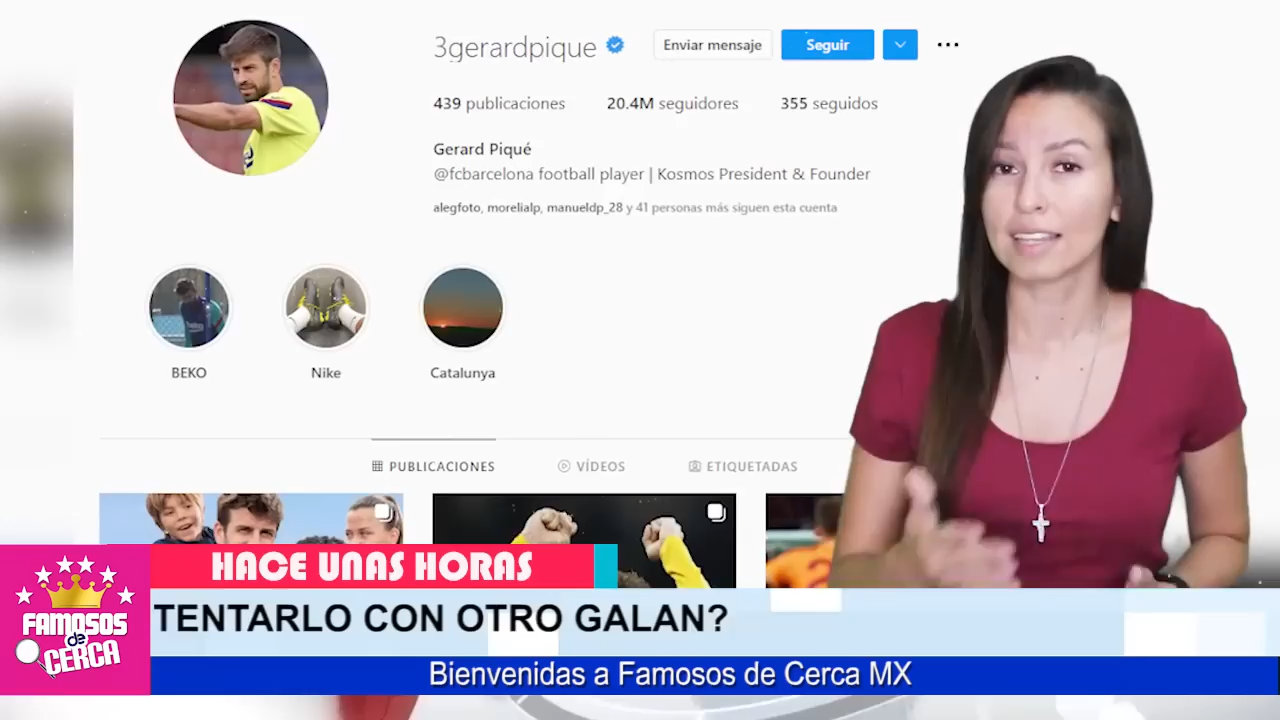 3gerardpique
Enviar mensaje
Seguir
439 publicaciones
20.4M seguidores
355 seguidos
Gerard Piqué
@fcbarcelona football player | Kosmos President & Founder
alegfoto, morelialp, manueldp_28 y 41 personas más siguen esta cuenta
BEKO
Nike
Catalunya
PUBLICACIONES
VÍDEOS
ETIQUETADAS
HACE UNAS HORAS
TENTARLO CON OTRO GALAN?
FAMOSOS
de
CERCA
Bienvenidas a Famosos de Cerca MX